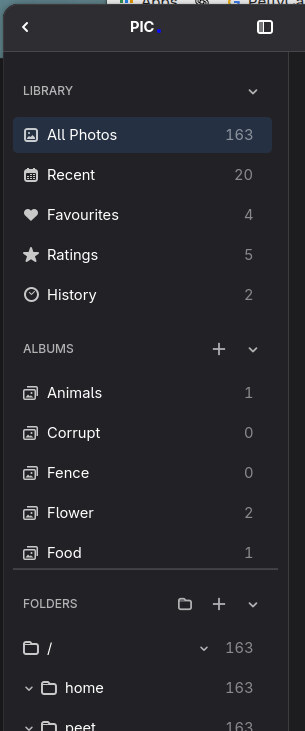 PIC
LIBRARY
All Photos 163
Recent 20
Favourites 4
Ratings 5
History 2
ALBUMS
Animals 1
Corrupt 0
Fence 0
Flower 2
Food 1
FOLDERS
/ 163
home 163
peet 163